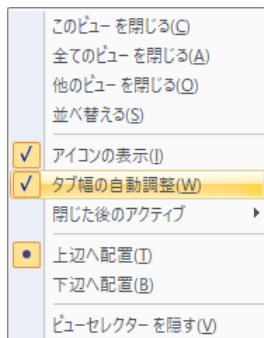 このビューを閉じる(C)
全てのビューを閉じる(A)
他のビューを閉じる(O)
並べ替える(S)
アイコンの表示(I)
タブ幅の自動調整(W)
閉じた後のアクティブ
上辺へ配置(T)
下辺へ配置(B)
ビューセレクターを隠す(V)